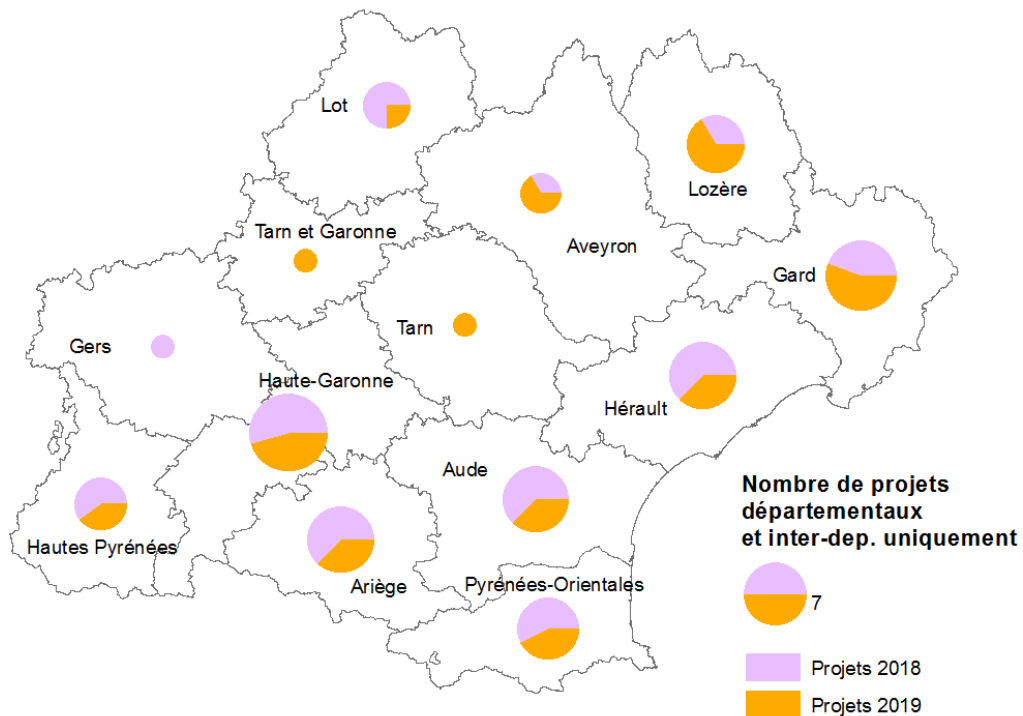 Lot
Lozère
Tarn et Garonne
Aveyron
Gard
Tarn
Gers
Haute-Garonne
Hérault
Aude
Hautes Pyrénées
Ariège
Pyrénées-Orientales
Nombre de projets
départementaux
et inter-dep. uniquement
7
Projets 2018
Projets 2019